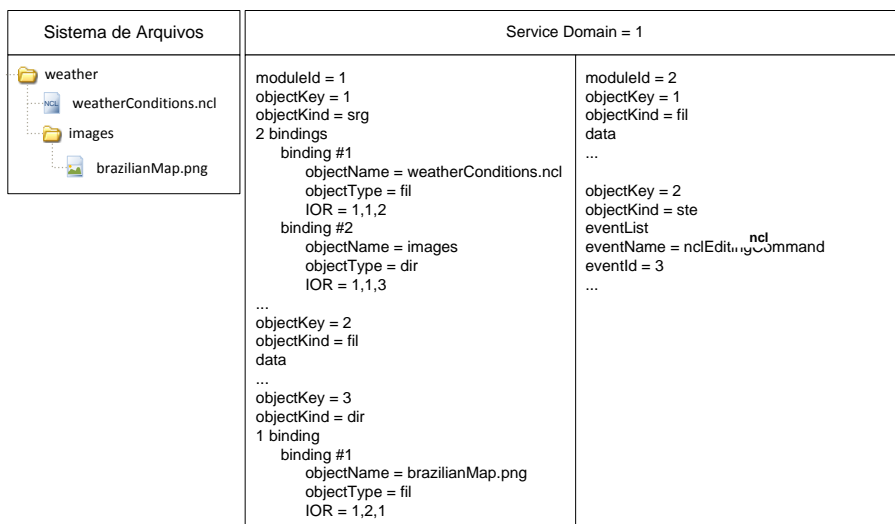 Sistema de Arquivos
weather
NCL
weatherConditions.ncl
images
brazilianMap.png
Service Domain = 1
moduleId = 1
objectKey = 1
objectKind = srg
2 bindings
binding #1
objectName = weatherConditions.ncl
objectType = fil
IOR = 1,1,2
binding #2
objectName = images
objectType = dir
IOR = 1,1,3
...
objectKey = 2
objectKind = fil
data
...
objectKey = 3
objectKind = dir
1 binding
binding #1
objectName = brazilianMap.png
objectType = fil
IOR = 1,2,1
moduleId = 2
objectKey = 1
objectKind = fil
data
...
objectKey = 2
objectKind = ste
eventList
ncl
eventName = nclEditingCommand
eventId = 3
...